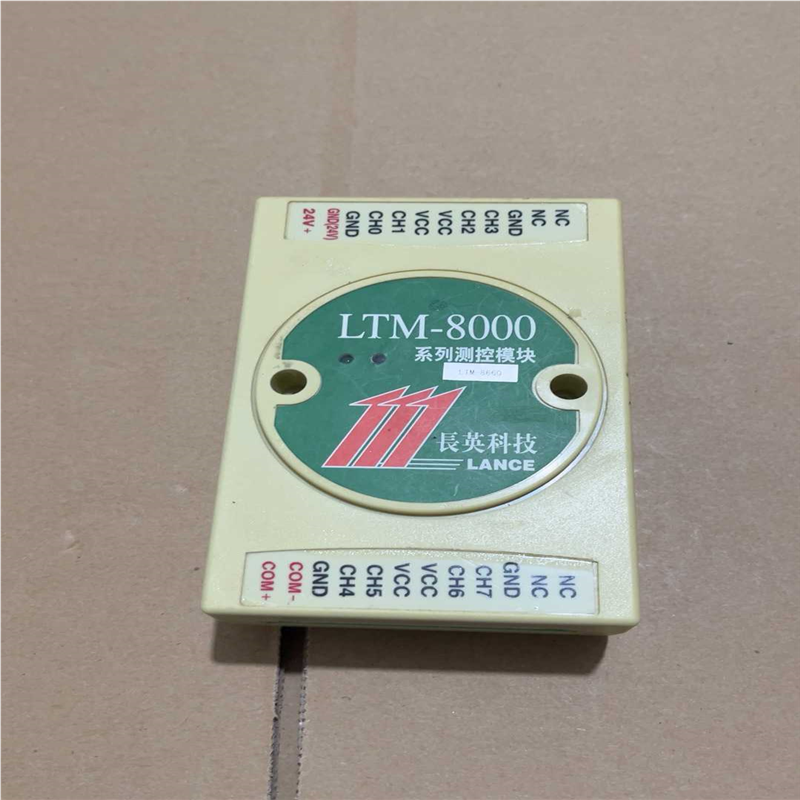 24V+
GND(24V)
GND
CH0
CH1
VCC
VCC
CH2
CH3
GND
NC
NC
LTM-8000
系列测控模块
長英科技
LANCE
COM+
COM-
GND
CH4
CH5
VCC
VCC
CH6
CH7
GND
NC
NC